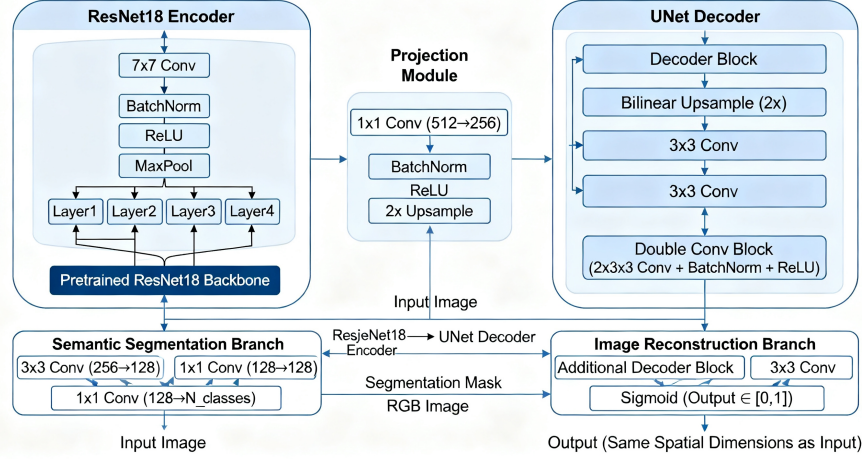 ResNet18 Encoder
7x7 Conv
BatchNorm
ReLU
MaxPool
Layer1
Layer2
Layer3
Layer4
Pretrained ResNet18 Backbone
Projection
Module
1x1 Conv (512→256)
BatchNorm
ReLU
2x Upsample
UNet Decoder
Decoder Block
Bilinear Upsample (2x)
3x3 Conv
3x3 Conv
Double Conv Block
(2x3x3 Conv + BatchNorm + ReLU)
Input Image
Semantic Segmentation Branch
3x3 Conv (256→128)
1x1 Conv (128→128)
1x1 Conv (128→N_classes)
Input Image
ResjeNet18 → UNet Decoder
Encoder
Segmentation Mask
RGB Image
Image Reconstruction Branch
Additional Decoder Block
3x3 Conv
Sigmoid (Output ∈ [0,1])
Output (Same Spatial Dimensions as Input)